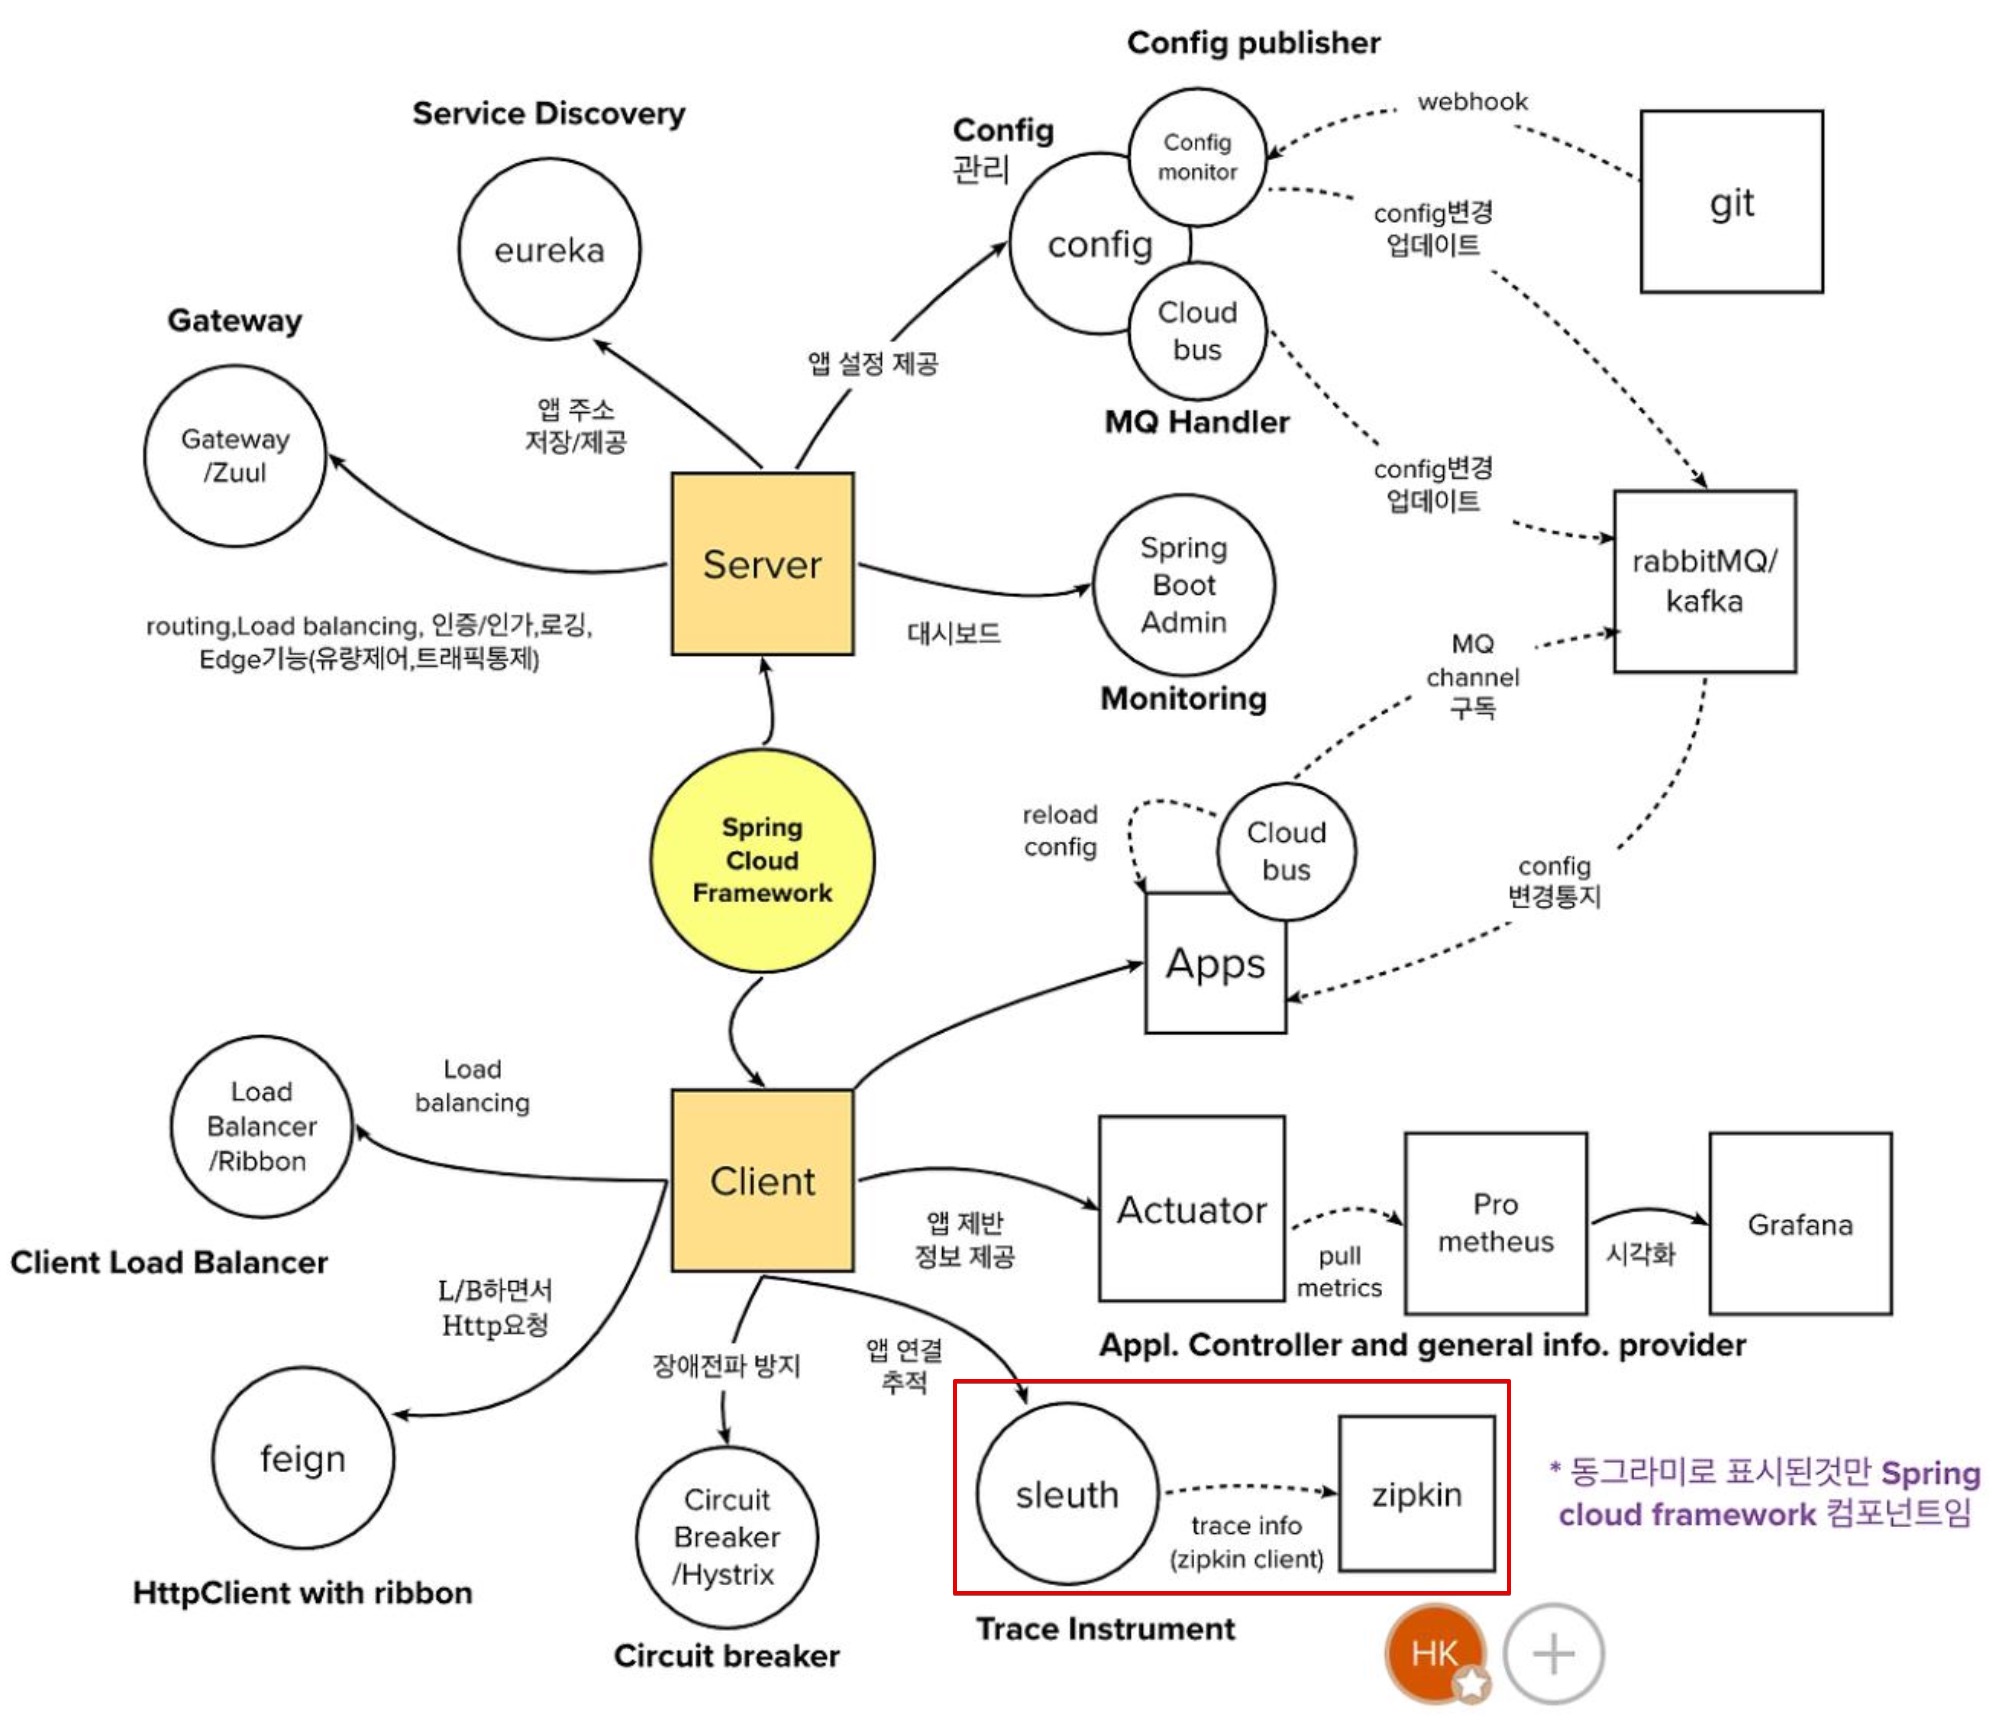 Config publisher
Service Discovery
Config
관리
Config
monitor
webhook
git
config변경
업데이트
eureka
config
Gateway
Cloud
bus
앱 설정 제공
MQ Handler
앱 주소
저장/제공
Gateway
/Zuul
config변경
업데이트
Server
Spring
Boot
Admin
rabbitMQ/
kafka
routing,Load balancing, 인증/인가,로깅,
Edge기능(유량제어,트래픽통제)
대시보드
MQ
channel
구독
Monitoring
Spring
Cloud
Framework
reload
config
Cloud
bus
config
변경통지
Apps
Load
Balancer
/Ribbon
Load
balancing
Client
Actuator
Pro
metheus
Grafana
앱 제반
정보 제공
pull
metrics
시각화
Client Load Balancer
L/B하면서
Http요청
Appl. Controller and general info. provider
장애전파 방지
앱 연결
추적
feign
Circuit
Breaker
/Hystrix
sleuth
trace info
(zipkin client)
zipkin
* 동그라미로 표시된것만 Spring
cloud framework 컴포넌트임
HttpClient with ribbon
Circuit breaker
Trace Instrument
HK